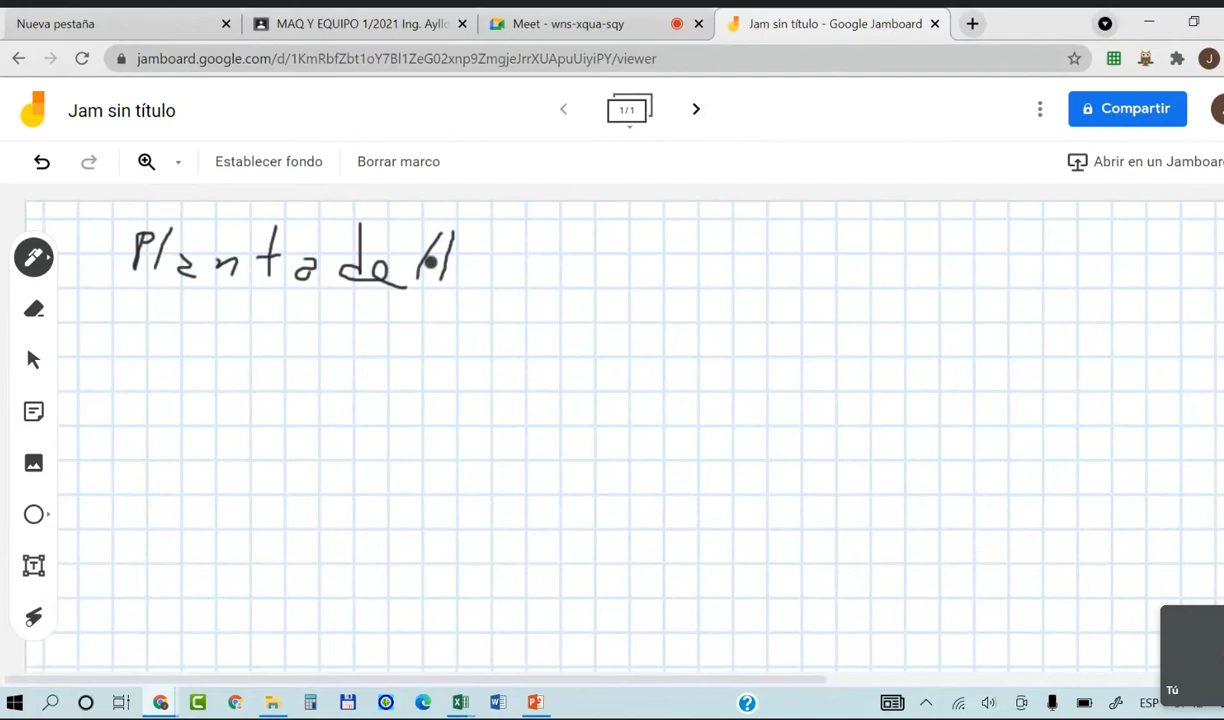 Nueva pestaña
MAQ Y EQUIPO 1/2021 Ing. Ayllo
Meet - wns-xqua-sqy
Jam sin título - Google Jamboard
jamboard.google.com/d/1KmRbfZbt1oY7Bl1ZeG02xnp9ZmgjeJrrXUApuUiyiPY/viewer
J
Jam sin título
1/1
Compartir
Establecer fondo
Borrar marco
Abrir en un Jamboar
Planta de
Tú
ESP